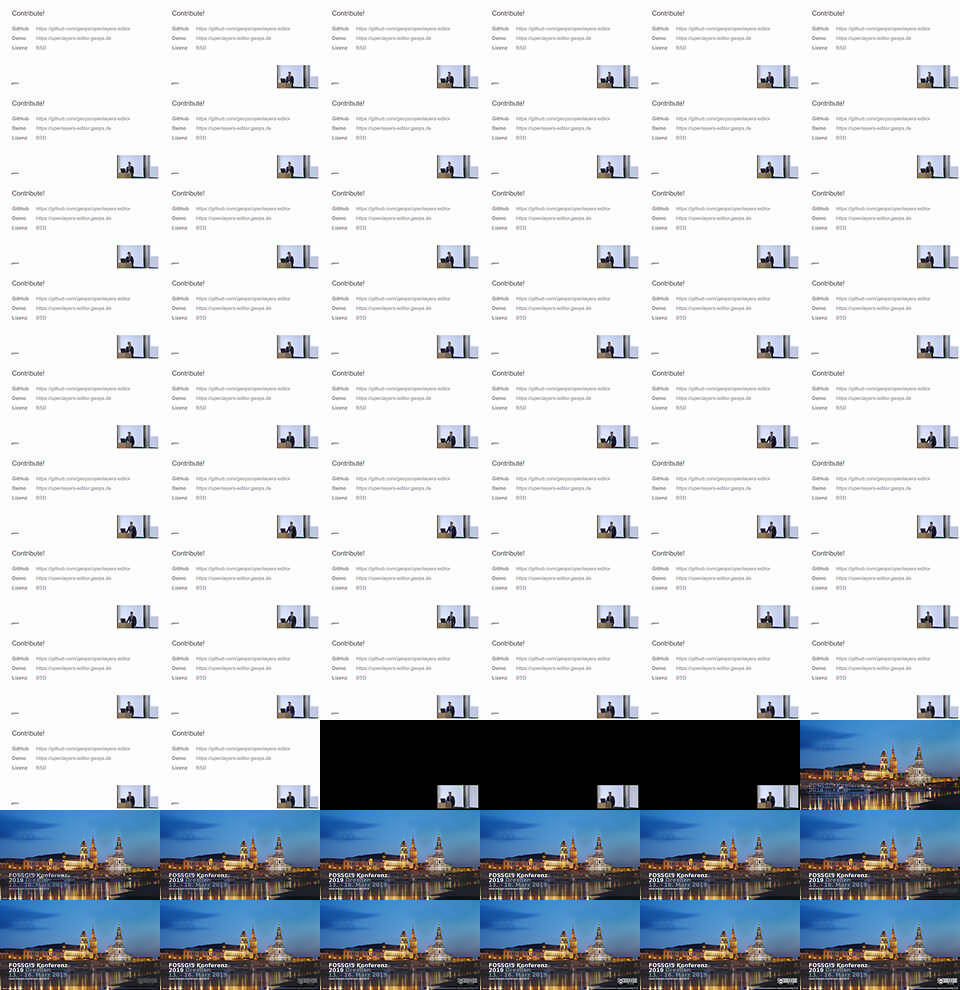 Contribute!
GitHub https://github.com/geops/openlayers-editor
Demo https://openlayers-editor.geops.de
Lizenz BSD
FOSSGIS Konferenz
2019 Dresden
13. - 16. März 2019